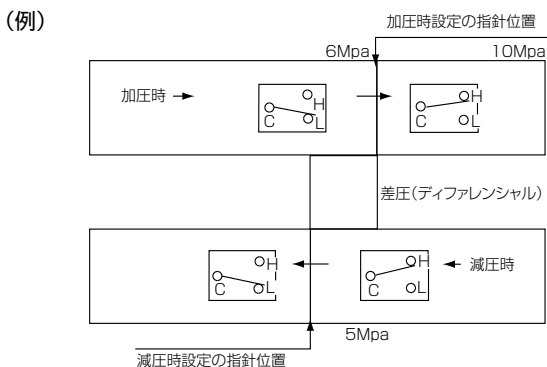 (例)
加圧時設定の指針位置
6Mpa
10Mpa
加圧時
H
C
L
H
C
L
差圧(ディファレンシャル)
H
C
L
H
C
L
減圧時
5Mpa
減圧時設定の指針位置